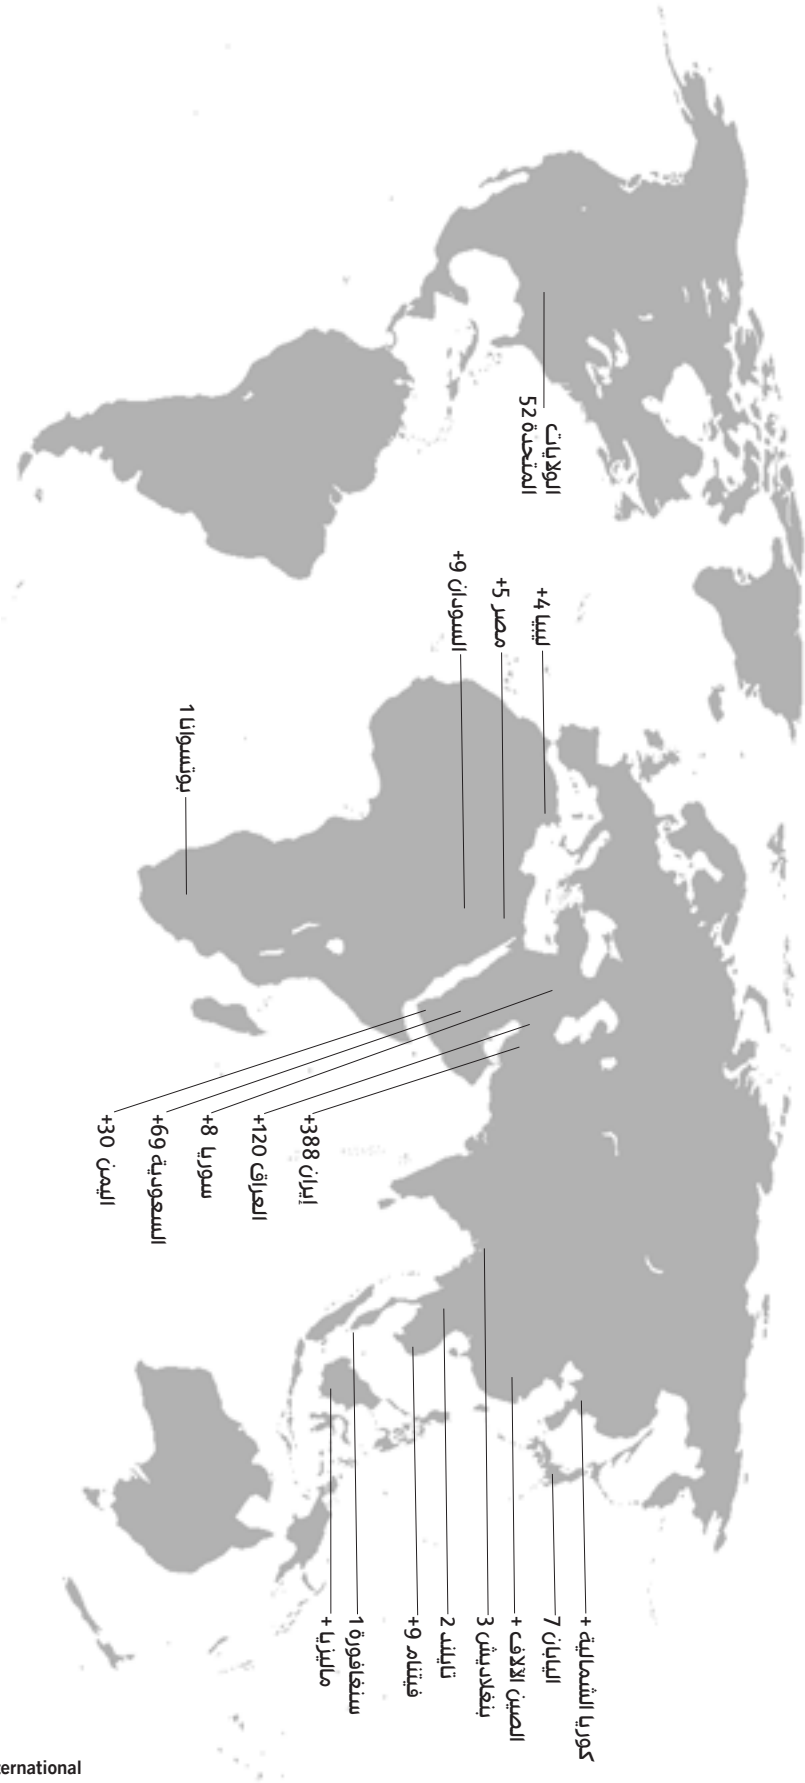 الولايات
المتحدة 52
ليبيا 4+
مصر 5+
السودان 9+
بوتسوانا 1
إيران 388+
العراق 120+
سوريا 8+
السعودية 69+
اليمن 30+
كوريا الشمالية +
اليابان 7
الصين الآلاف +
بنغلاديش 3
تايلند 2
فيتنام 9+
سنغافورة 1
ماليزيا +
ernational